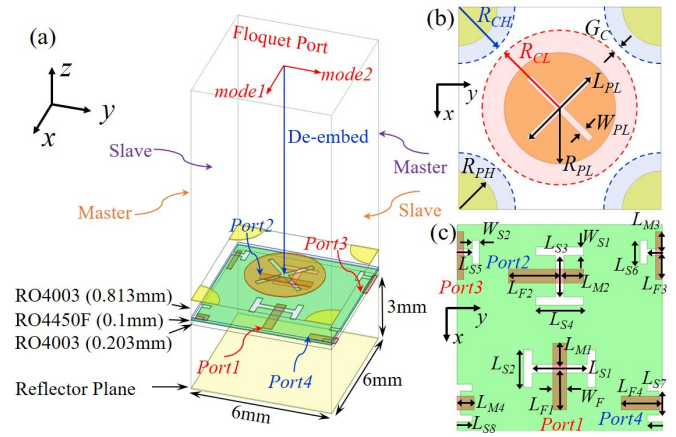 (a)
Floquet Port
z
y
x
mode1
mode2
De-embed
Slave
Master
Master
Slave
Port2
Port3
RO4003 (0.813mm)
RO4450F (0.1mm)
RO4003 (0.203mm)
Port1
Port4
3mm
Reflector Plane
6mm
6mm
(b)
R_CH
G_C
R_CL
L_PL
y
x
W_PL
R_PH
R_PL
(c)
W_S2
L_S3
W_S1
L_M3
Port2
L_S5
L_S6
Port3
L_F2
L_M2
L_F3
y
x
L_S4
L_M1
L_S2
L_S1
L_F1
W_F
L_F4
L_S7
L_M4
L_S8
Port1
Port4